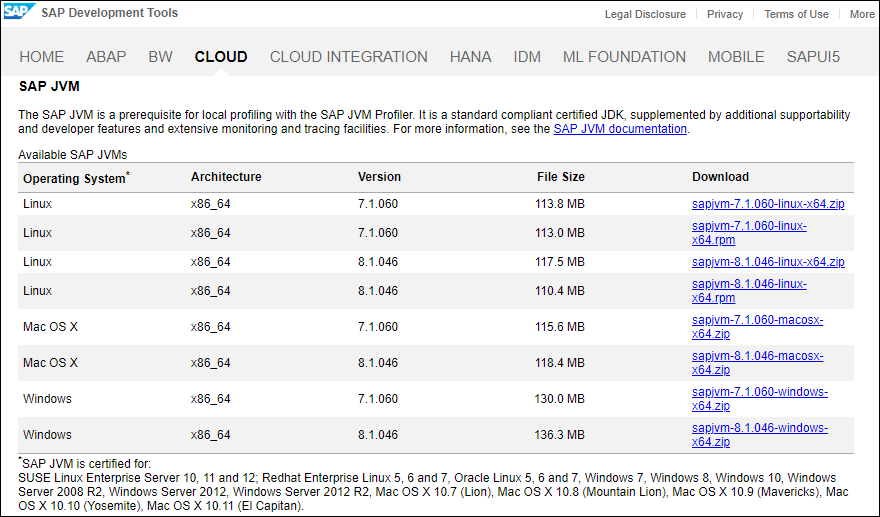 SAP SAP Development Tools Legal Disclosure Privacy Terms of Use More
HOME ABAP BW CLOUD CLOUD INTEGRATION HANA IDM ML FOUNDATION MOBILE SAPUI5
SAP JVM
The SAP JVM is a prerequisite for local profiling with the SAP JVM Profiler. It is a standard compliant certified JDK, supplemented by additional supportability
and developer features and extensive monitoring and tracing facilities. For more information, see the SAP JVM documentation.
Available SAP JVMs
Operating System* Architecture Version File Size Download
Linux x86_64 7.1.060 113.8 MB sapjvm-7.1.060-linux-x64.zip
Linux x86_64 7.1.060 113.0 MB sapjvm-7.1.060-linux-
x64.rpm
Linux x86_64 8.1.046 117.5 MB sapjvm-8.1.046-linux-x64.zip
Linux x86_64 8.1.046 110.4 MB sapjvm-8.1.046-linux-
x64.rpm
Mac OS X x86_64 7.1.060 115.6 MB sapjvm-7.1.060-macosx-
x64.zip
Mac OS X x86_64 8.1.046 118.4 MB sapjvm-8.1.046-macosx-
x64.zip
Windows x86_64 7.1.060 130.0 MB sapjvm-7.1.060-windows-
x64.zip
Windows x86_64 8.1.046 136.3 MB sapjvm-8.1.046-windows-
x64.zip
*SAP JVM is certified for:
SUSE Linux Enterprise Server 10, 11 and 12; Redhat Enterprise Linux 5, 6 and 7, Oracle Linux 5, 6 and 7, Windows 7, Windows 8, Windows 10, Windows
Server 2008 R2, Windows Server 2012, Windows Server 2012 R2, Mac OS X 10.7 (Lion), Mac OS X 10.8 (Mountain Lion), Mac OS X 10.9 (Mavericks), Mac
OS X 10.10 (Yosemite), Mac OS X 10.11 (El Capitan).